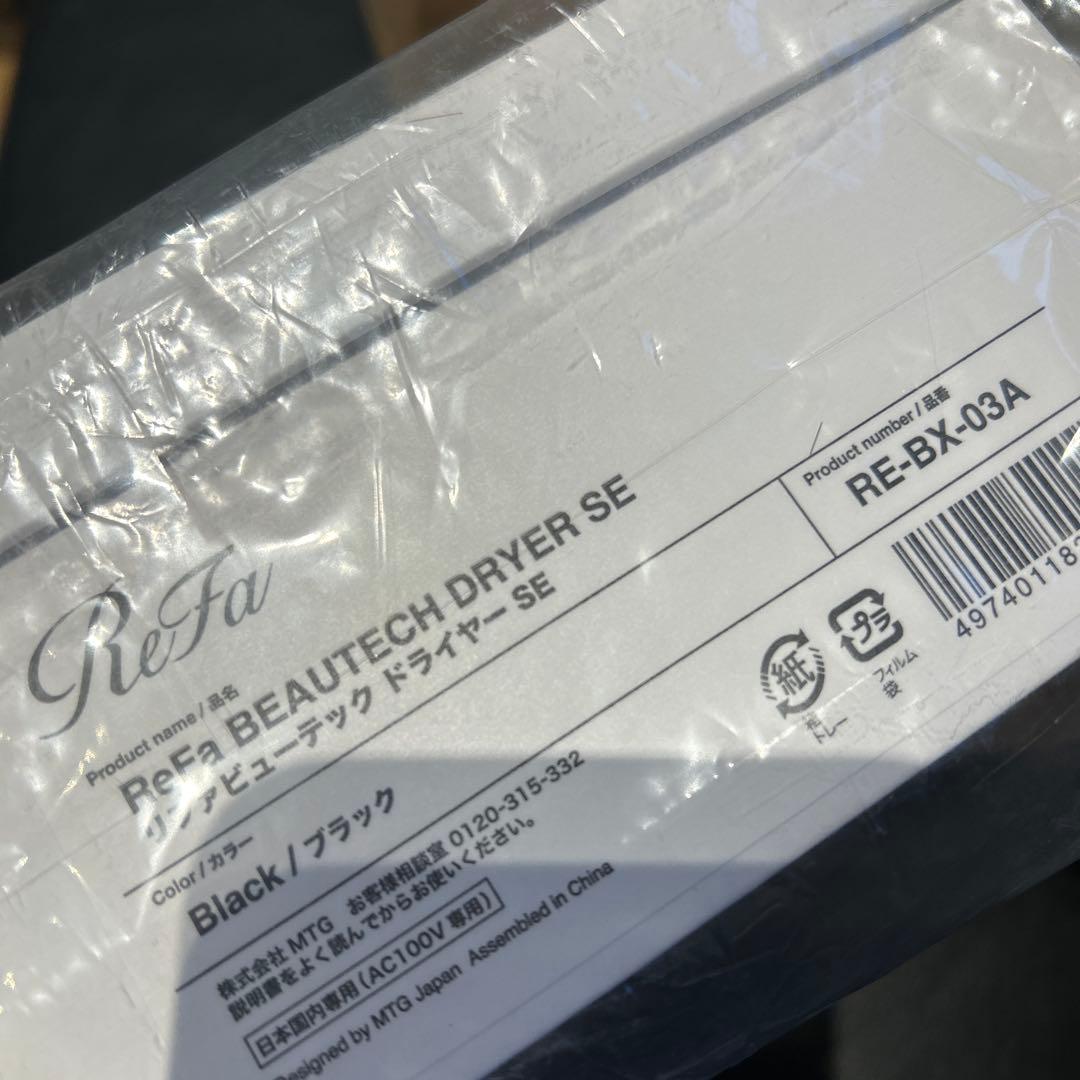 ReFa
Product name / 品名
ReFa BEAUTECH DRYER SE
リファビューテック ドライヤー SE
Product number / 品番
RE-BX-03A
Color / カラー
Black / ブラック
株式会社 MTG お客様相談室 0120-315-332
説明書をよく読んでからお使いください。
日本国内専用(AC100V 専用)
Designed by MTG Japan Assembled in China
紙
トレー
プラ
フィルム
袋
49740118